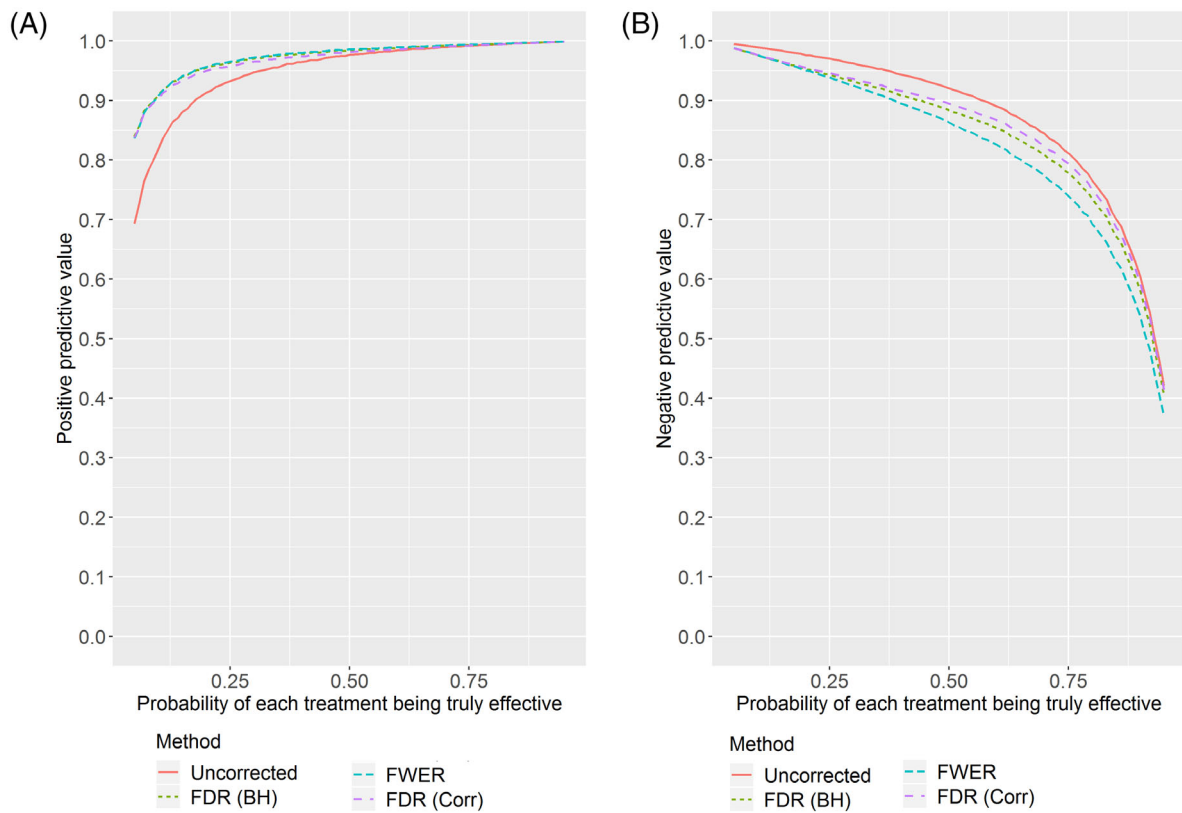 (A)
Positive predictive value
1.0
0.9
0.8
0.7
0.6
0.5
0.4
0.3
0.2
0.1
0.0
0.25 0.50 0.75
Probability of each treatment being truly effective
Method
Uncorrected FWER
FDR (BH) FDR (Corr)
(B)
Negative predictive value
1.0
0.9
0.8
0.7
0.6
0.5
0.4
0.3
0.2
0.1
0.0
0.25 0.50 0.75
Probability of each treatment being truly effective
Method
Uncorrected FWER
FDR (BH) FDR (Corr)